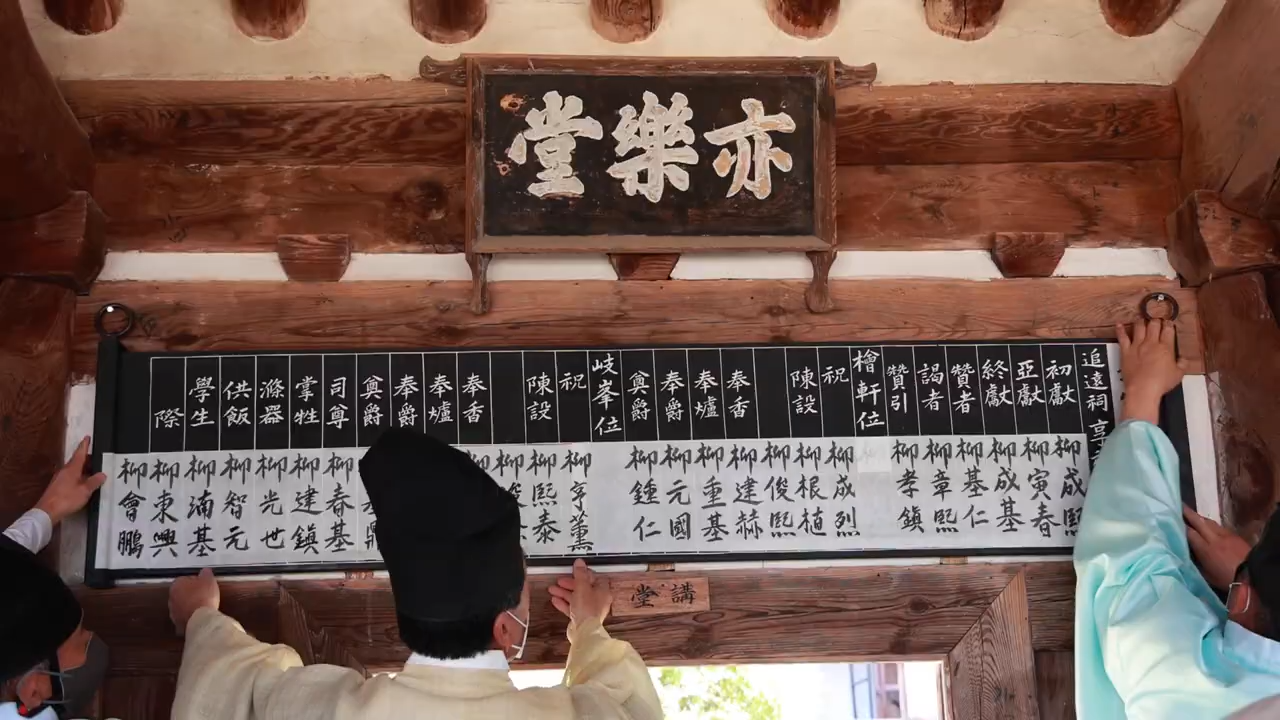 亦樂堂
追遠祠享
初獻 柳成熙
亞獻 柳寅春
終獻 柳成基
贊者 柳基仁
謁者 柳章熙
贊引 柳孝鎭
檜軒位
祝 柳成烈
陳設 柳根植
柳俊熙
奉香 柳建赫
奉爐 柳重基
奉爵 柳元國
奠爵 柳鍾仁
岐峯位
祝 柳亨薰
陳設 柳熙泰
柳
奉香 柳
奉爐
奉爵
奠爵
司尊 柳春基
掌牲 柳建鎭
滌器 柳光世
供飯 柳智元
學生 柳湳基
際 柳東興
柳會鵬
講堂